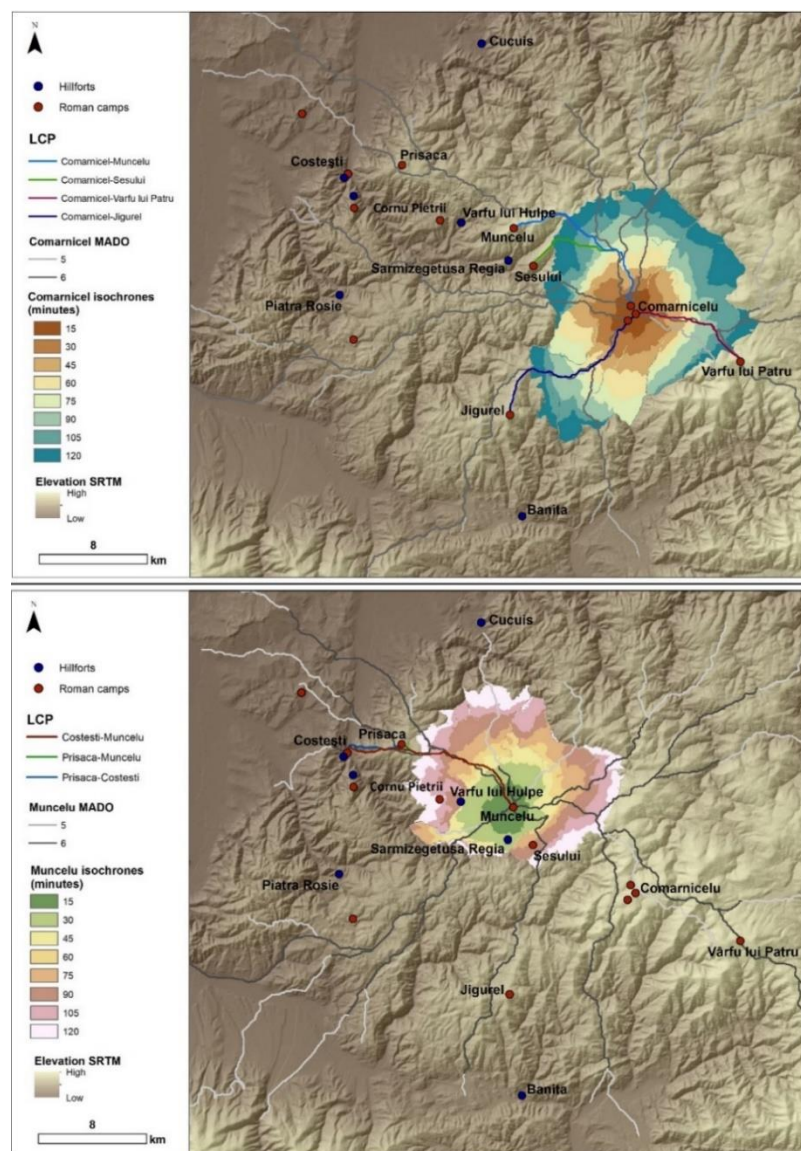 N
Hillforts
Roman camps
LCP
Comarnicel-Muncelu
Comarnicel-Sesului
Comarnicel-Varfu lui Patru
Comarnicel-Jigurel
Comarnicel MADO
5
6
Comarnicel isochrones
(minutes)
15
30
45
60
75
90
105
120
Elevation SRTM
High
Low
8
km
Cucuis
Costeşti
Prisaca
Cornu Pietrii
Varfu lui Hulpe
Muncelu
Sarmizegetusa Regia
Sesului
Piatra Rosie
Comarnicelu
Varfu lui Patru
Jigurel
Banita
N
Hillforts
Roman camps
LCP
Costesti-Muncelu
Prisaca-Muncelu
Prisaca-Costesti
Muncelu MADO
5
6
Muncelu isochrones
(minutes)
15
30
45
60
75
90
105
120
Elevation SRTM
High
Low
8
km
Cucuis
Prisaca
Costeşti
Cornu Pietrii
Varfu lui Hulpe
Muncelu
Sarmizegetusa Regia
Sesului
Piatra Rosie
Comarnicelu
Vârfu lui Patru
Jigurel
Banita